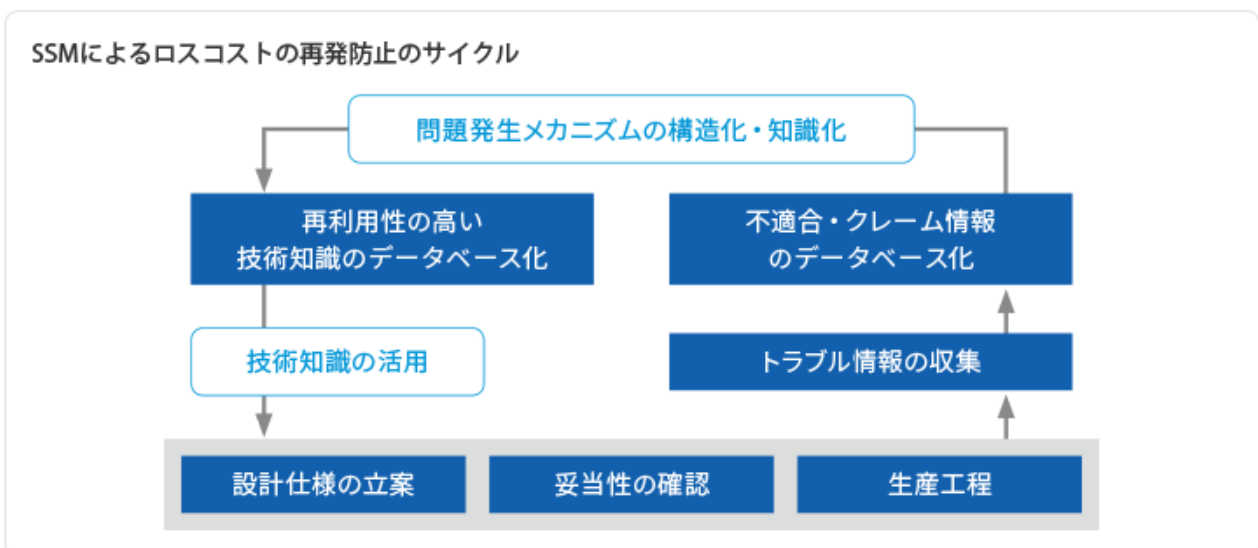 SSMによるロスコストの再発防止のサイクル
問題発生メカニズムの構造化・知識化
再利用性の高い
技術知識のデータベース化
不適合・クレーム情報
のデータベース化
技術知識の活用
トラブル情報の収集
設計仕様の立案
妥当性の確認
生産工程